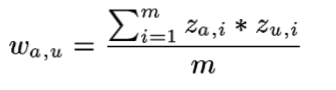 w_{a,u} = \frac{\sum_{i=1}^{m} z_{a,i} * z_{u,i}}{m}